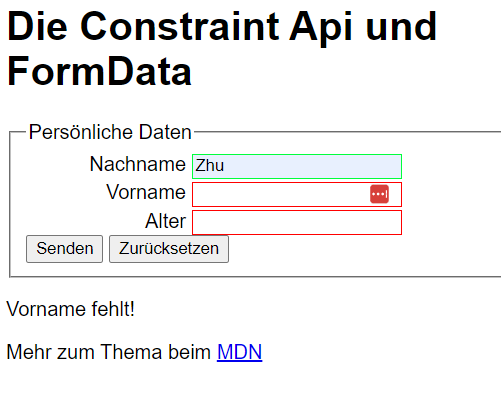 Die Constraint Api und
FormData
Persönliche Daten
Nachname Zhu
Vorname
Alter
Senden Zurücksetzen
Vorname fehlt!
Mehr zum Thema beim MDN